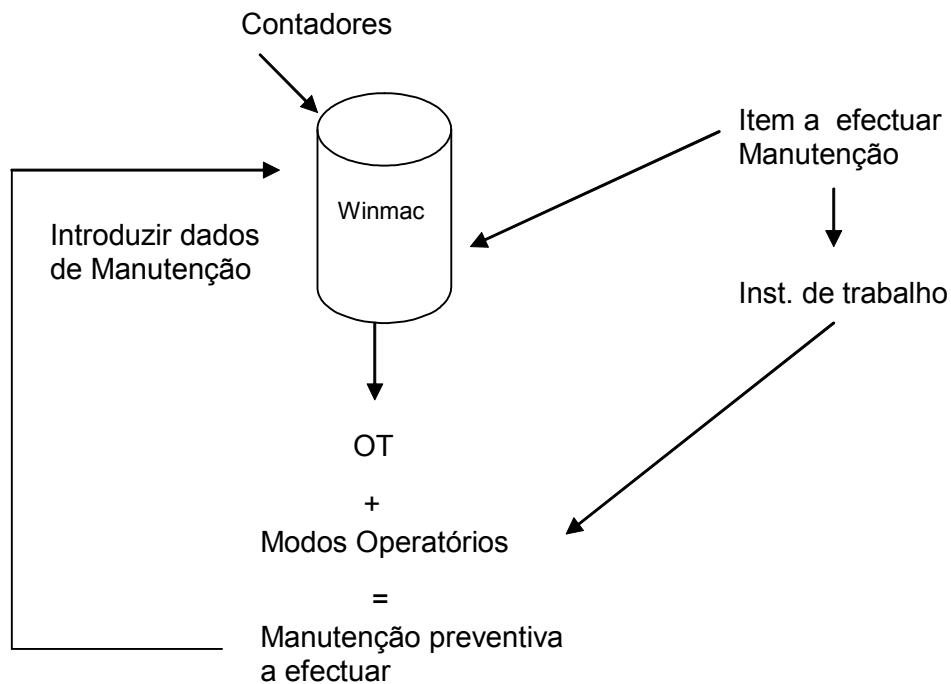 Contadores
Item a efectuar
Manutenção
Winmac
Introduzir dados
de Manutenção
Inst. de trabalho
OT
+
Modos Operatórios
=
Manutenção preventiva
a efectuar